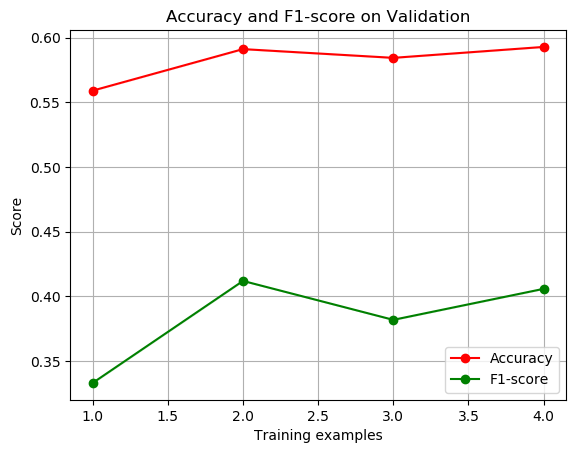 Accuracy and F1-score on Validation
Score
0.60
0.55
0.50
0.45
0.40
0.35
Accuracy
F1-score
1.0 1.5 2.0 2.5 3.0 3.5 4.0
Training examples